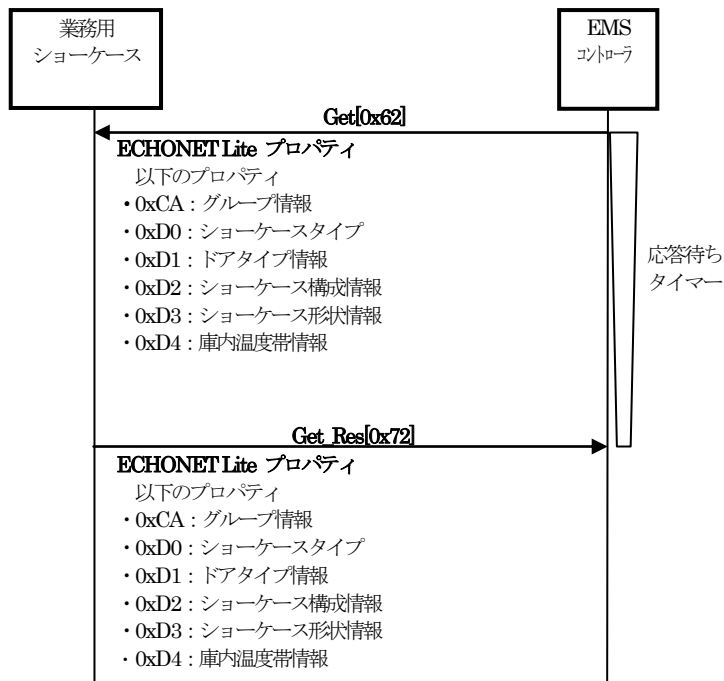 業務用
ショーケース
EMS
コントローラ
Get[0x62]
ECHONET Lite プロパティ
以下のプロパティ
・0xCA：グループ情報
・0xD0：ショーケースタイプ
・0xD1：ドアタイプ情報
・0xD2：ショーケース構成情報
・0xD3：ショーケース形状情報
・0xD4：庫内温度帯情報
応答待ち
タイマー
Get_Res[0x72]
ECHONET Lite プロパティ
以下のプロパティ
・0xCA：グループ情報
・0xD0：ショーケースタイプ
・0xD1：ドアタイプ情報
・0xD2：ショーケース構成情報
・0xD3：ショーケース形状情報
・0xD4：庫内温度帯情報